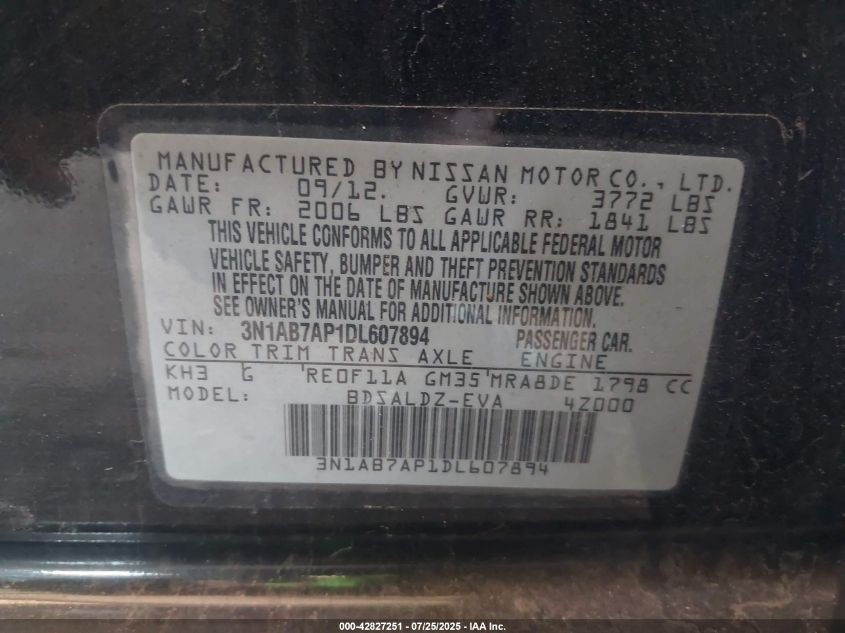 MANUFACTURED BY NISSAN MOTOR CO., LTD.
DATE: 09/12. GVWR: 3772 LBS
GAWR FR: 2006 LBS GAWR RR: 1841 LBS
THIS VEHICLE CONFORMS TO ALL APPLICABLE FEDERAL MOTOR
VEHICLE SAFETY, BUMPER AND THEFT PREVENTION STANDARDS
IN EFFECT ON THE DATE OF MANUFACTURE SHOWN ABOVE.
SEE OWNER'S MANUAL FOR ADDITIONAL INFORMATION.
VIN: 3N1AB7AP1DL607894 PASSENGER CAR.
COLOR TRIM TRANS AXLE ENGINE
KH3 G RE0F11A GM35 MRA8DE 1798 CC
MODEL: BDSALDZ-EVA 4Z000
3N1AB7AP1DL607894
000-42827251 | 07/25/2025 - IAA Inc.